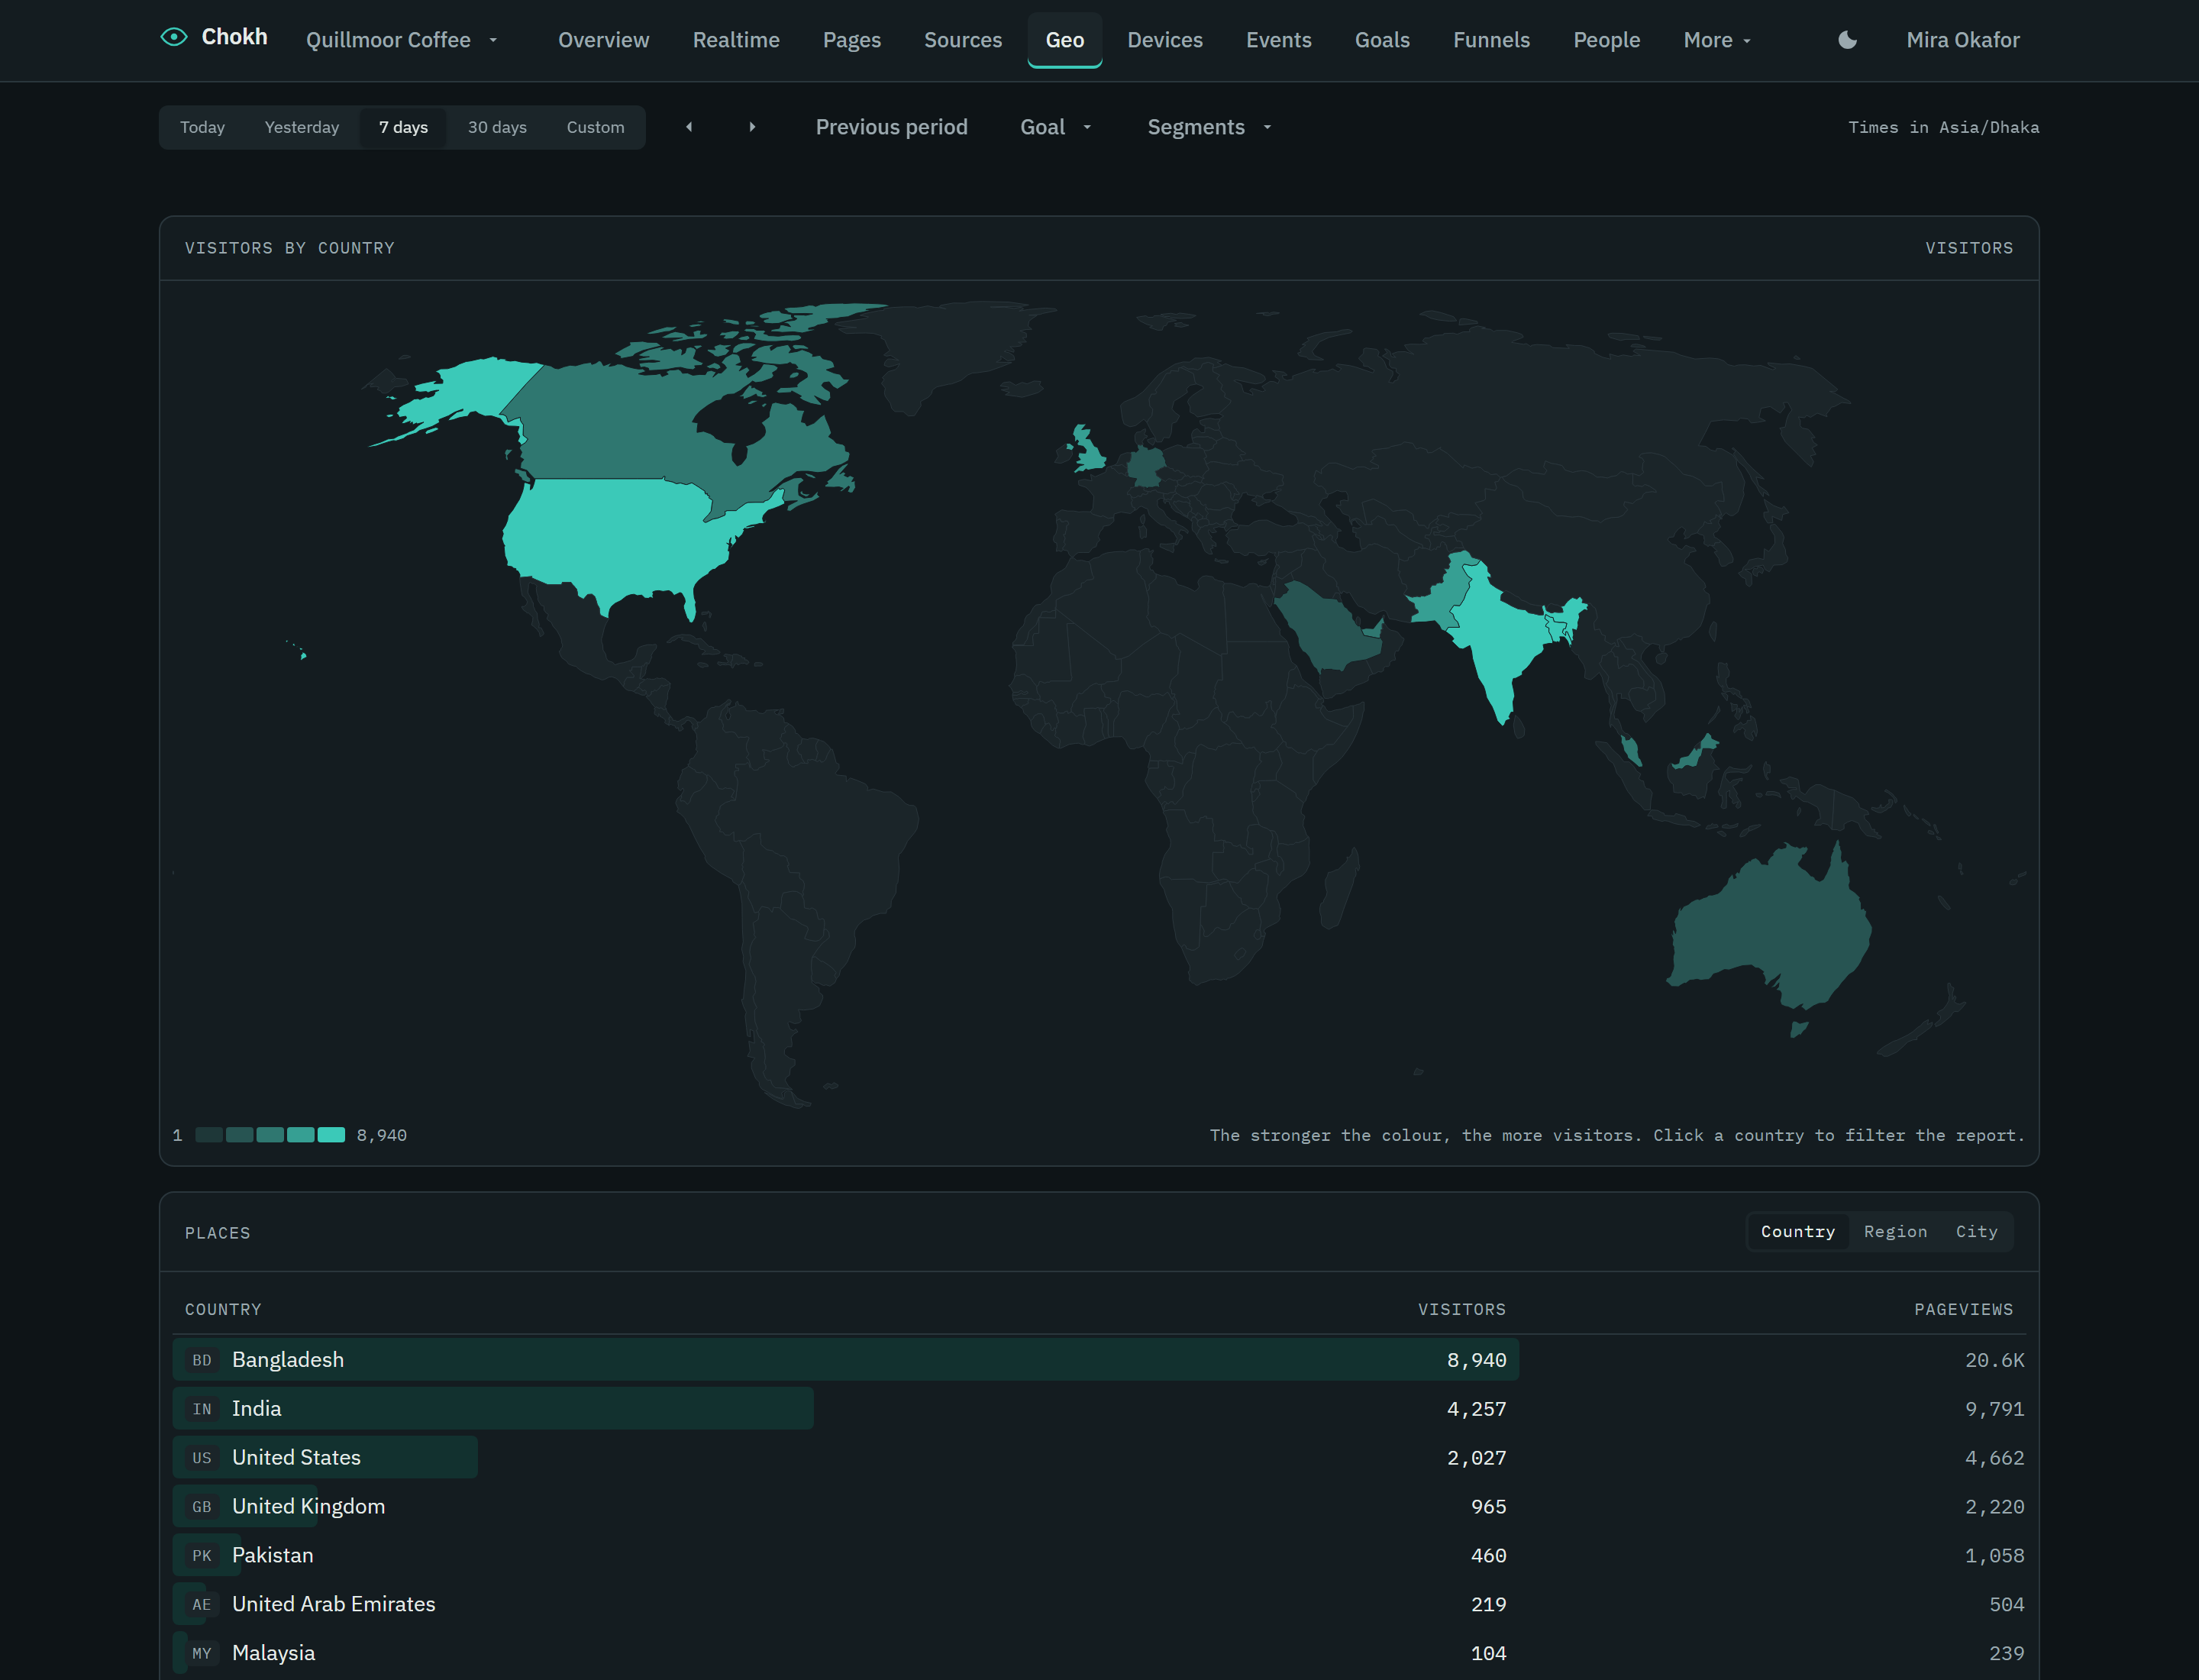 Chokh Quillmoor Coffee Overview Realtime Pages Sources Geo Devices Events Goals Funnels People More Mira Okafor
Today Yesterday 7 days 30 days Custom Previous period Goal Segments Times in Asia/Dhaka
VISITORS BY COUNTRY VISITORS
1 8,940 The stronger the colour, the more visitors. Click a country to filter the report.
PLACES Country Region City
COUNTRY VISITORS PAGEVIEWS
BD Bangladesh 8,940 20.6K
IN India 4,257 9,791
US United States 2,027 4,662
GB United Kingdom 965 2,220
PK Pakistan 460 1,058
AE United Arab Emirates 219 504
MY Malaysia 104 239